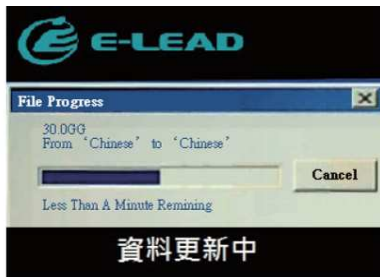 E-LEAD
File Progress
30.0GG
From ‘Chinese’ to ‘Chinese’
Cancel
Less Than A Minute Remining
資料更新中